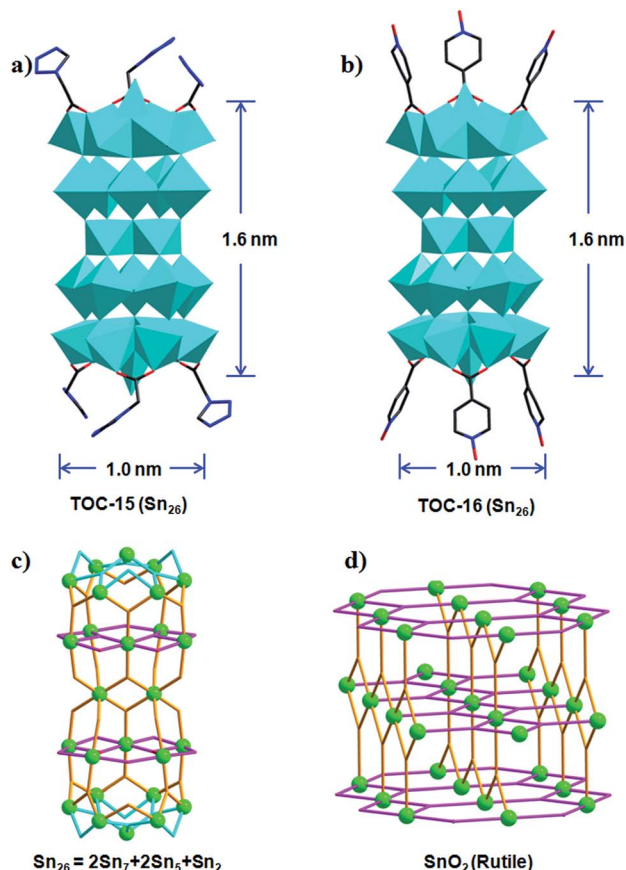 a)
b)
1.6 nm
1.6 nm
1.0 nm
1.0 nm
TOC-15 (Sn26)
TOC-16 (Sn26)
c)
d)
Sn26 = 2Sn7+2Sn5+Sn2
SnO2 (Rutile)